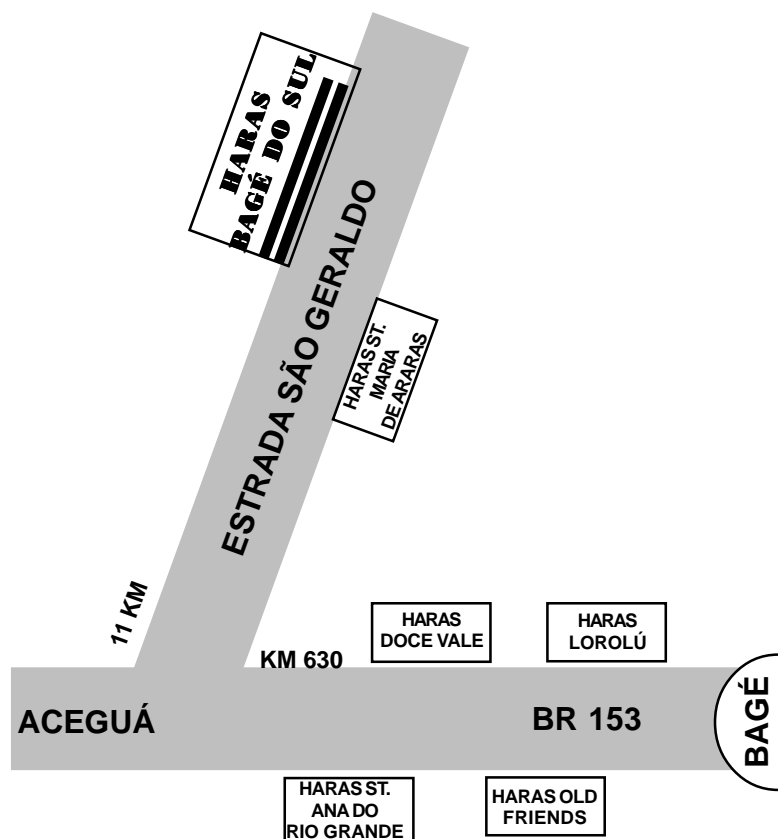 HARAS
BAGÉ DO SUL
ESTRADA SÃO GERALDO
HARAS ST.
MARIA
DE ARARAS
11 KM
KM 630
HARAS
DOCE VALE
HARAS
LOROLÚ
ACEGUÁ
BR 153
BAGÉ
HARAS ST.
ANA DO
RIO GRANDE
HARAS OLD
FRIENDS